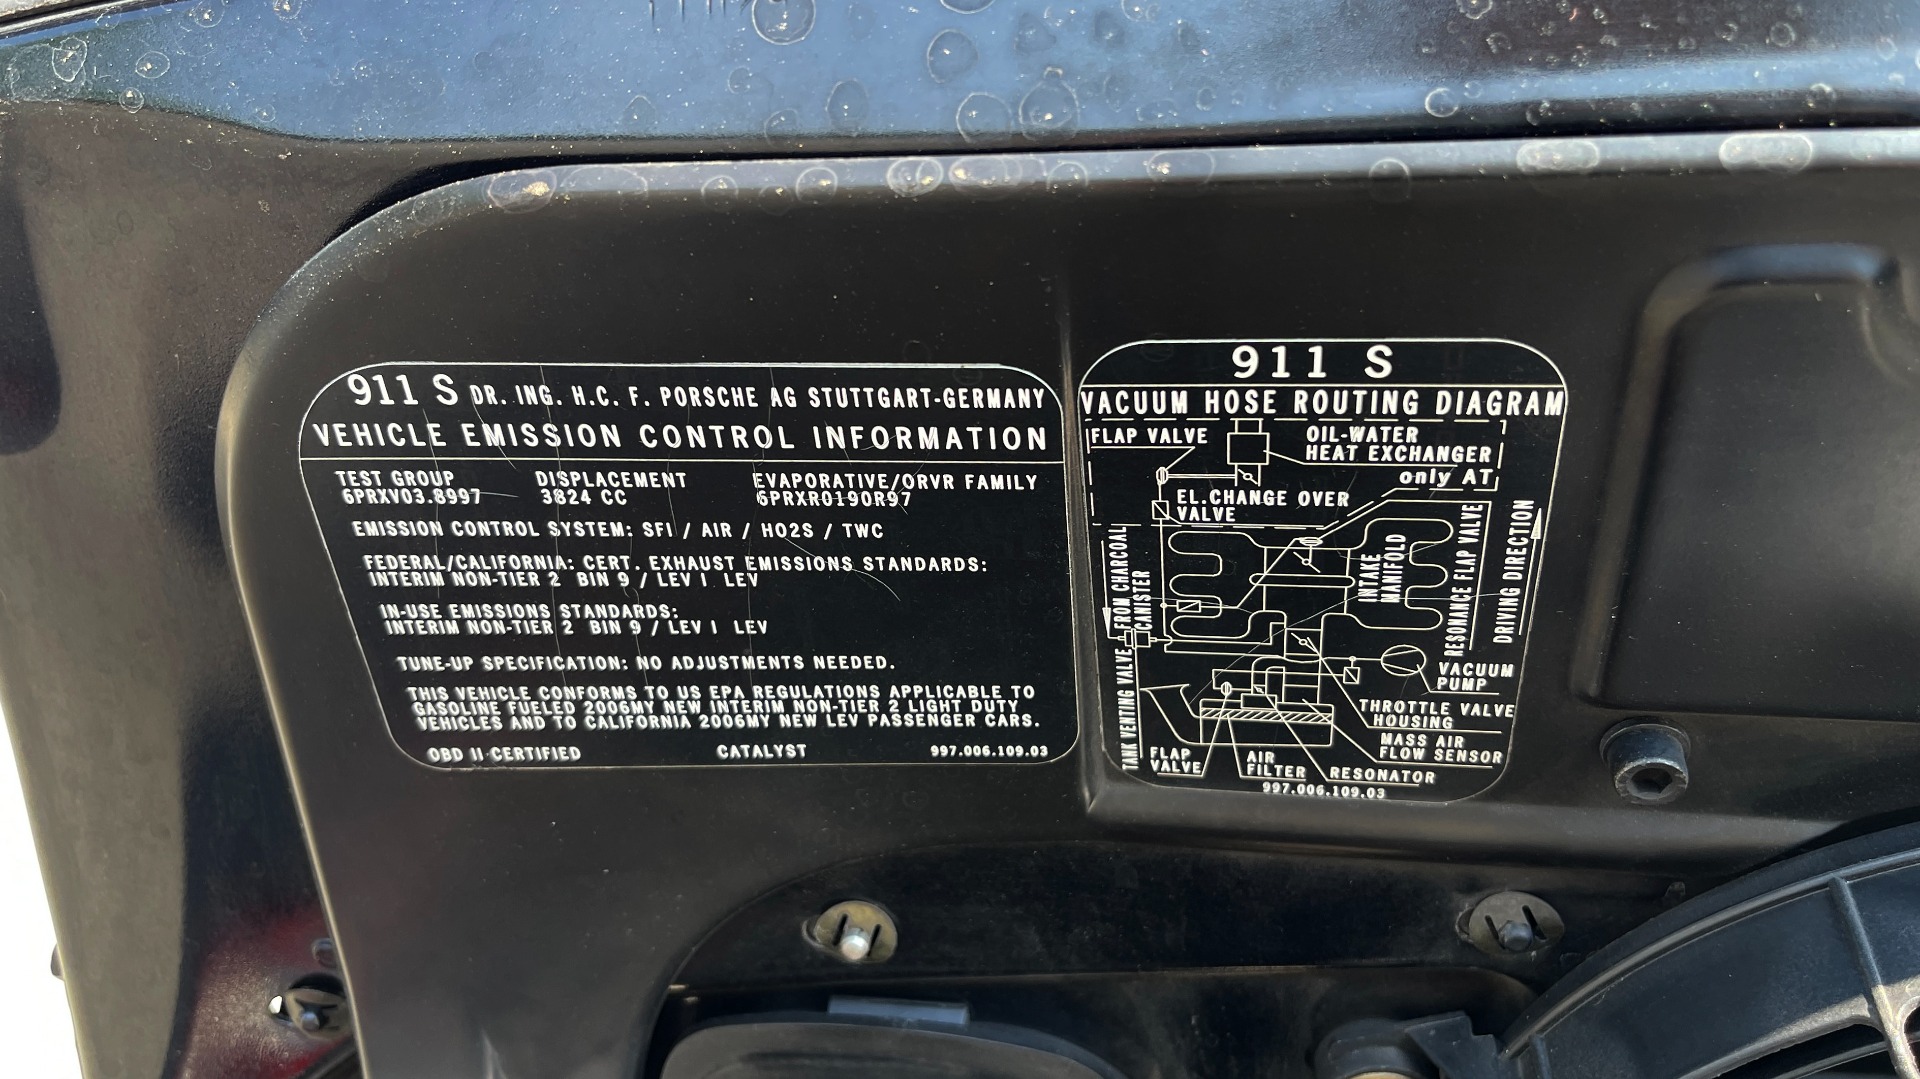 911 S DR. ING. H.C. F. PORSCHE AG STUTTGART-GERMANY
VEHICLE EMISSION CONTROL INFORMATION
TEST GROUP DISPLACEMENT EVAPORATIVE/ORVR FAMILY
6PRXV03.8997 3824 CC 6PRXR0190R97
EMISSION CONTROL SYSTEM: SFI / AIR / HO2S / TWC
FEDERAL/CALIFORNIA: CERT. EXHAUST EMISSIONS STANDARDS:
INTERIM NON-TIER 2 BIN 9 / LEV I LEV
IN-USE EMISSIONS STANDARDS:
INTERIM NON-TIER 2 BIN 9 / LEV I LEV
TUNE-UP SPECIFICATION: NO ADJUSTMENTS NEEDED.
THIS VEHICLE CONFORMS TO US EPA REGULATIONS APPLICABLE TO
GASOLINE FUELED 2006MY NEW INTERIM NON-TIER 2 LIGHT DUTY
VEHICLES AND TO CALIFORNIA 2006MY NEW LEV PASSENGER CARS.
OBD II CERTIFIED CATALYST 997.006.109.03
911 S
VACUUM HOSE ROUTING DIAGRAM
FLAP VALVE
OIL-WATER
HEAT EXCHANGER
only AT
EL.CHANGE OVER
VALVE
FROM CHARCOAL
CANISTER
INTAKE
MANIFOLD
RESONANCE FLAP VALVE
DRIVING DIRECTION
TANK VENTING VALVE
VACUUM
PUMP
THROTTLE VALVE
HOUSING
MASS AIR
FLOW SENSOR
FLAP
VALVE
AIR
FILTER
RESONATOR
997.006.109.03